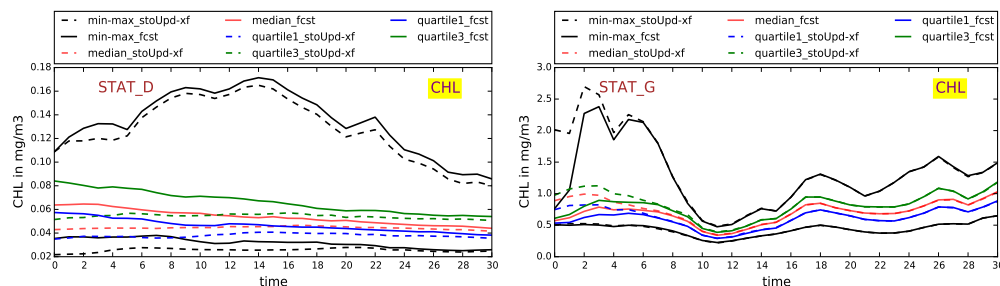 min-max_stoUpd-xf median_fcst quartile1_fcst
min-max_fcst quartile1_stoUpd-xf quartile3_fcst
median_stoUpd-xf quartile3_stoUpd-xf
STAT_D CHL
CHL in mg/m3
0.18
0.16
0.14
0.12
0.10
0.08
0.06
0.04
0.02
0 2 4 6 8 10 12 14 16 18 20 22 24 26 28 30
time
min-max_stoUpd-xf median_fcst quartile1_fcst
min-max_fcst quartile1_stoUpd-xf quartile3_fcst
median_stoUpd-xf quartile3_stoUpd-xf
STAT_G CHL
CHL in mg/m3
3.0
2.5
2.0
1.5
1.0
0.5
0.0
0 2 4 6 8 10 12 14 16 18 20 22 24 26 28 30
time